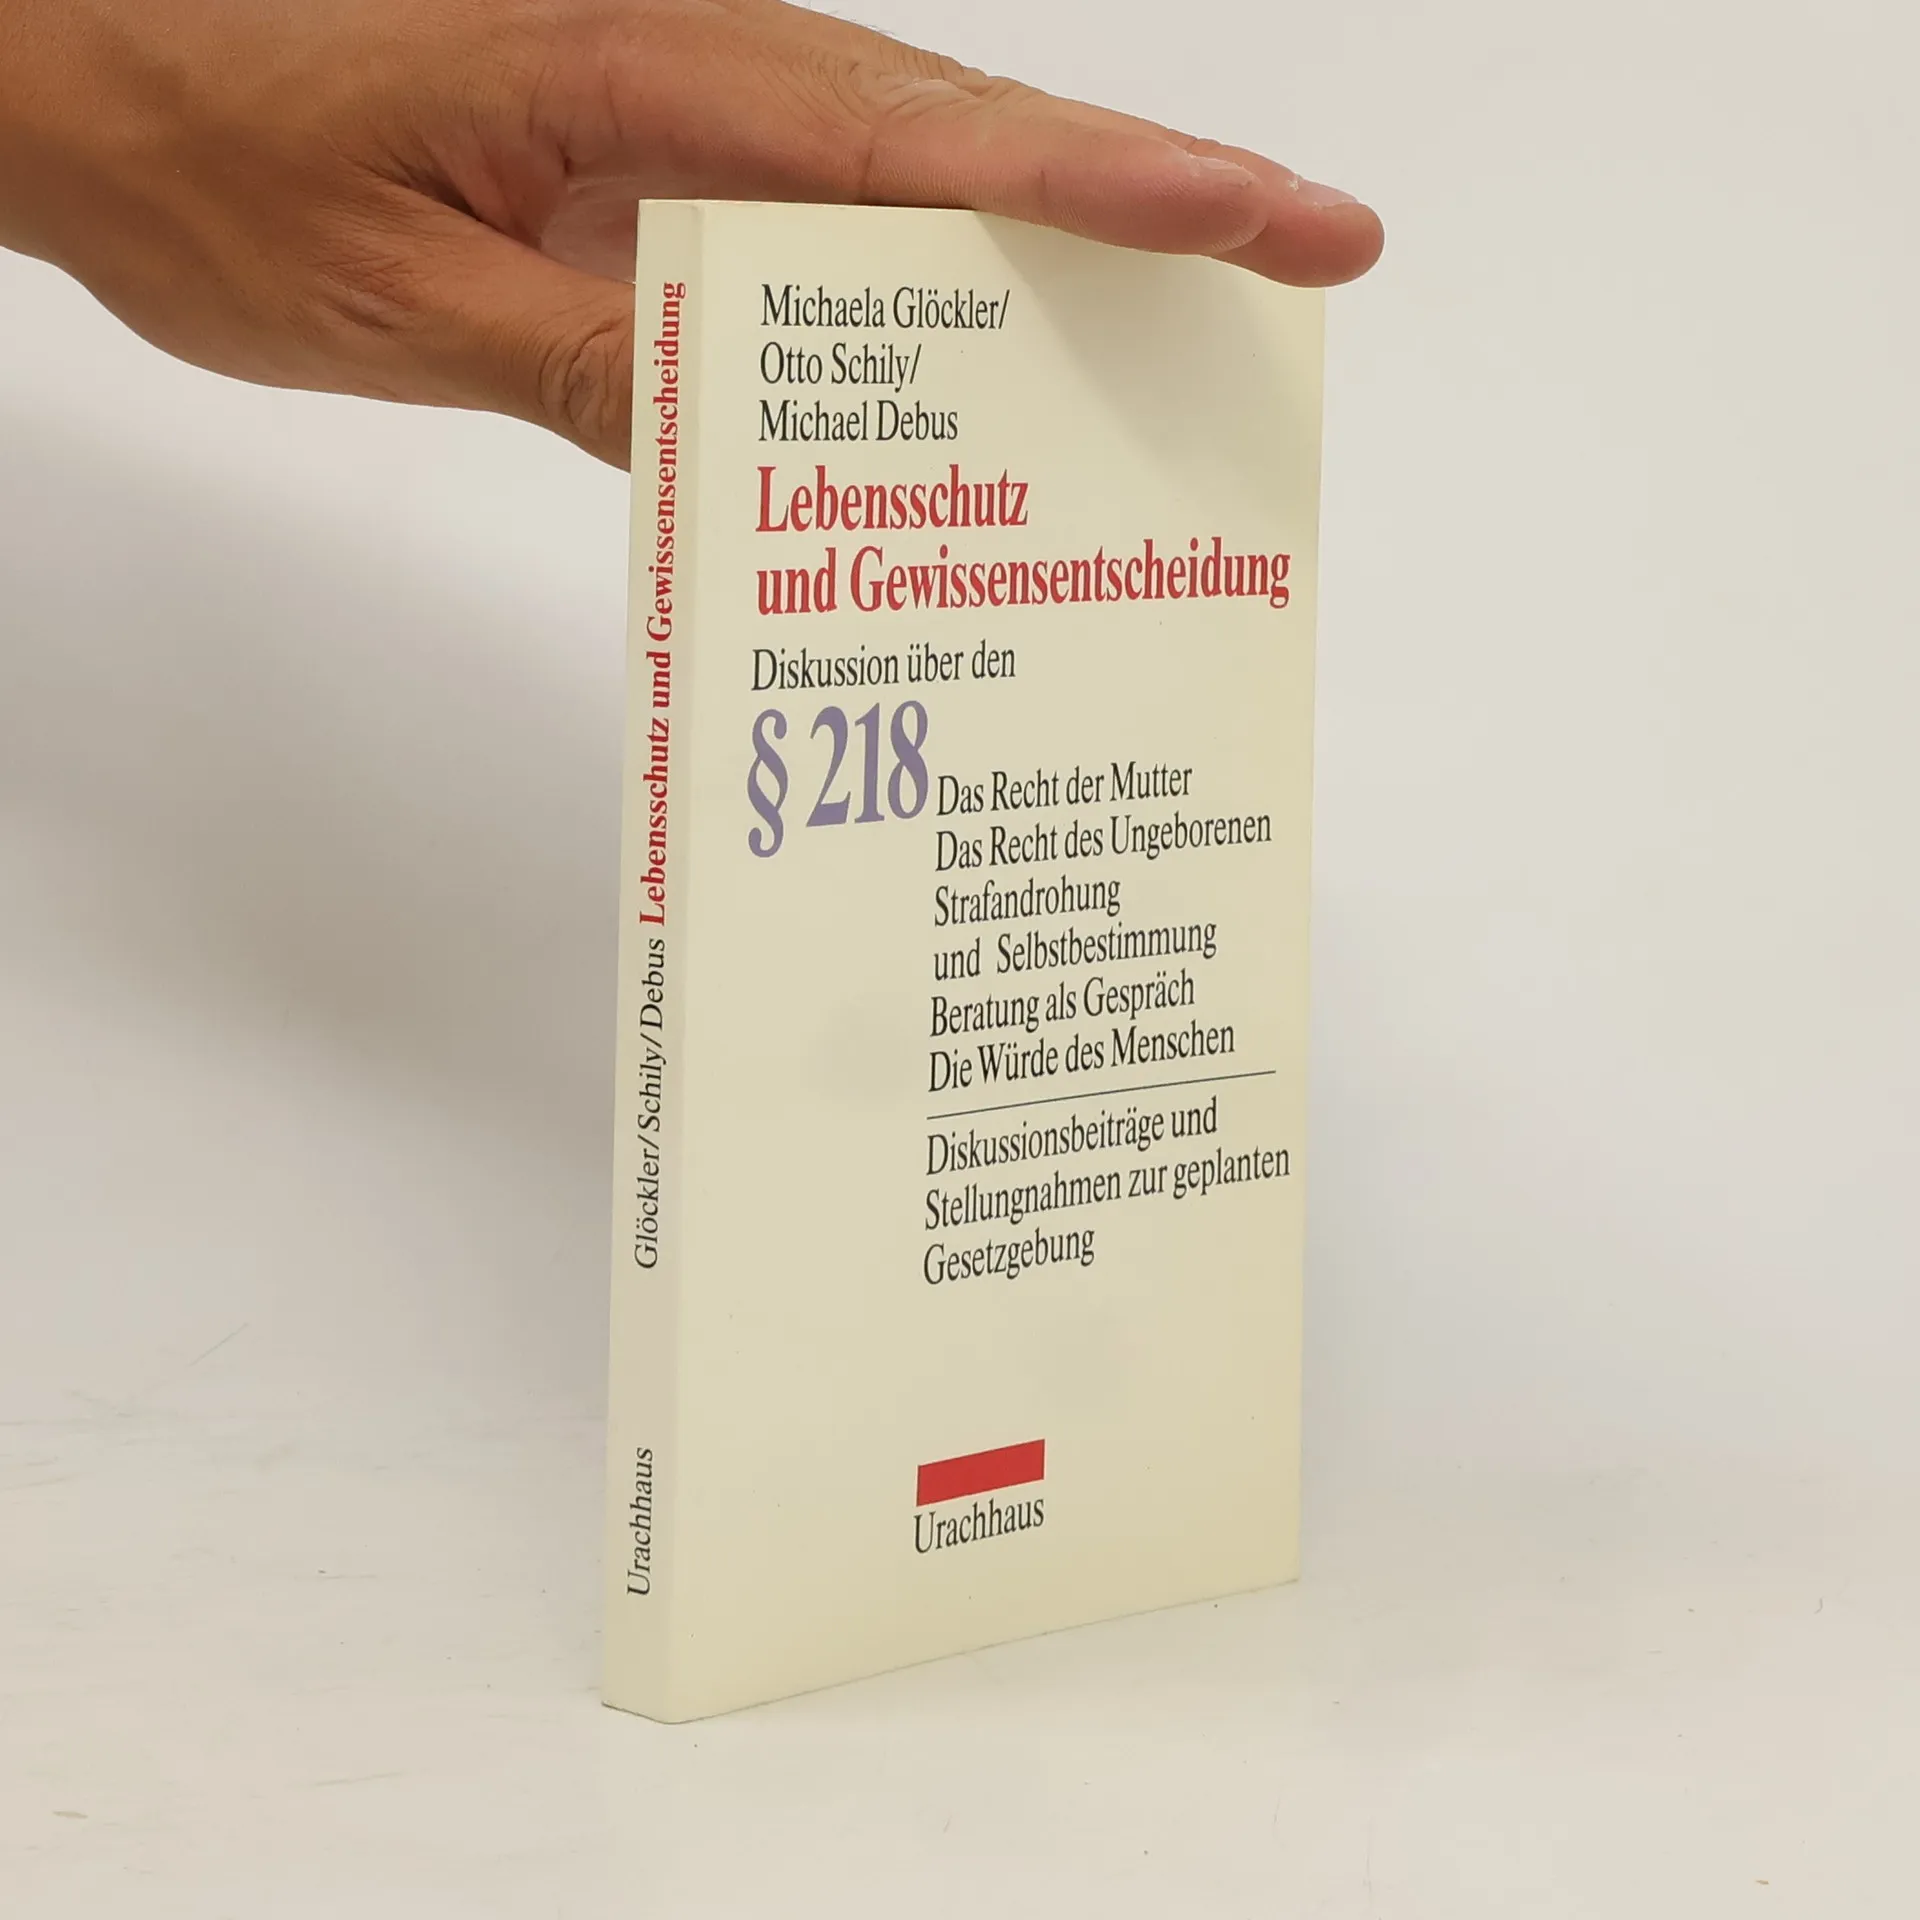 Michaela Glöckler/
Otto Schily/
Michael Debus
Lebensschutz
und Gewissensentscheidung
Diskussion über den
§ 218
Das Recht der Mutter
Das Recht des Ungeborenen
Strafandrohung
und Selbstbestimmung
Beratung als Gespräch
Die Würde des Menschen
Diskussionsbeiträge und
Stellungnahmen zur geplanten
Gesetzgebung
Urachhaus
Urachhaus Glöckler/Schily/Debus Lebensschutz und Gewissensentscheidung